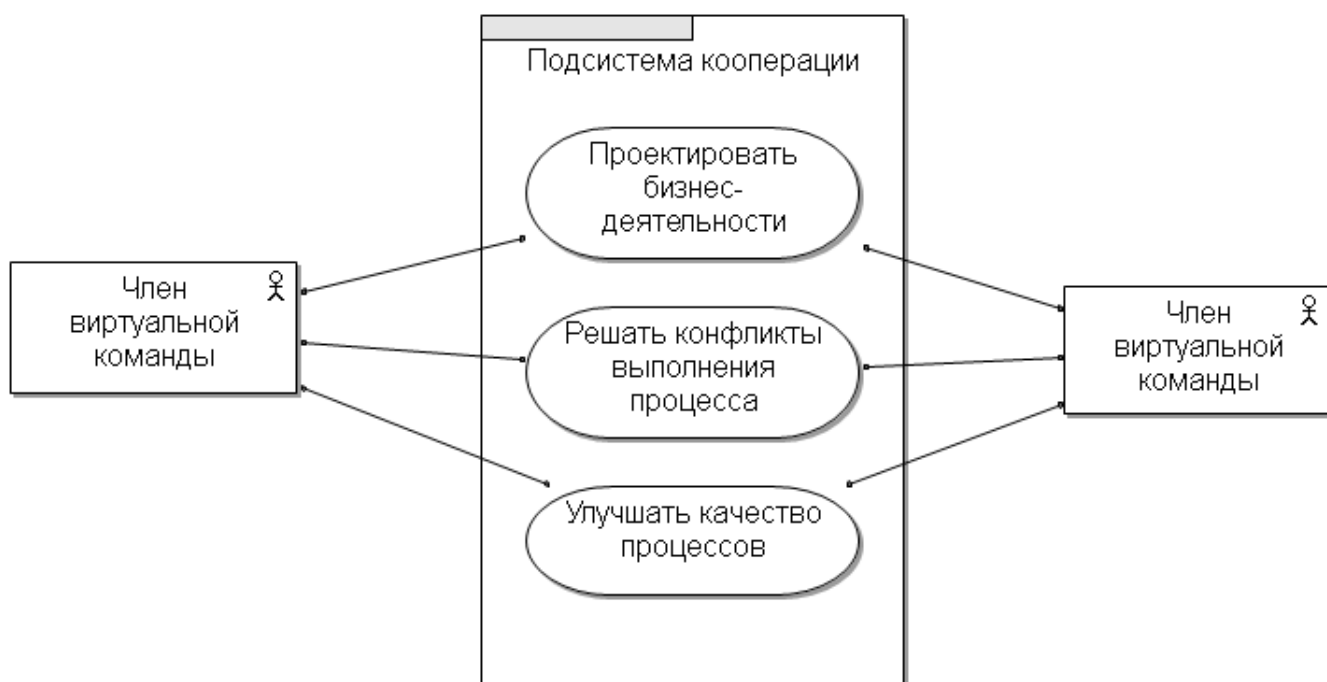 Подсистема кооперации
Проектировать
бизнес-
деятельности
Член
виртуальной
команды
Решать конфликты
выполнения
процесса
Член
виртуальной
команды
Улучшать качество
процессов